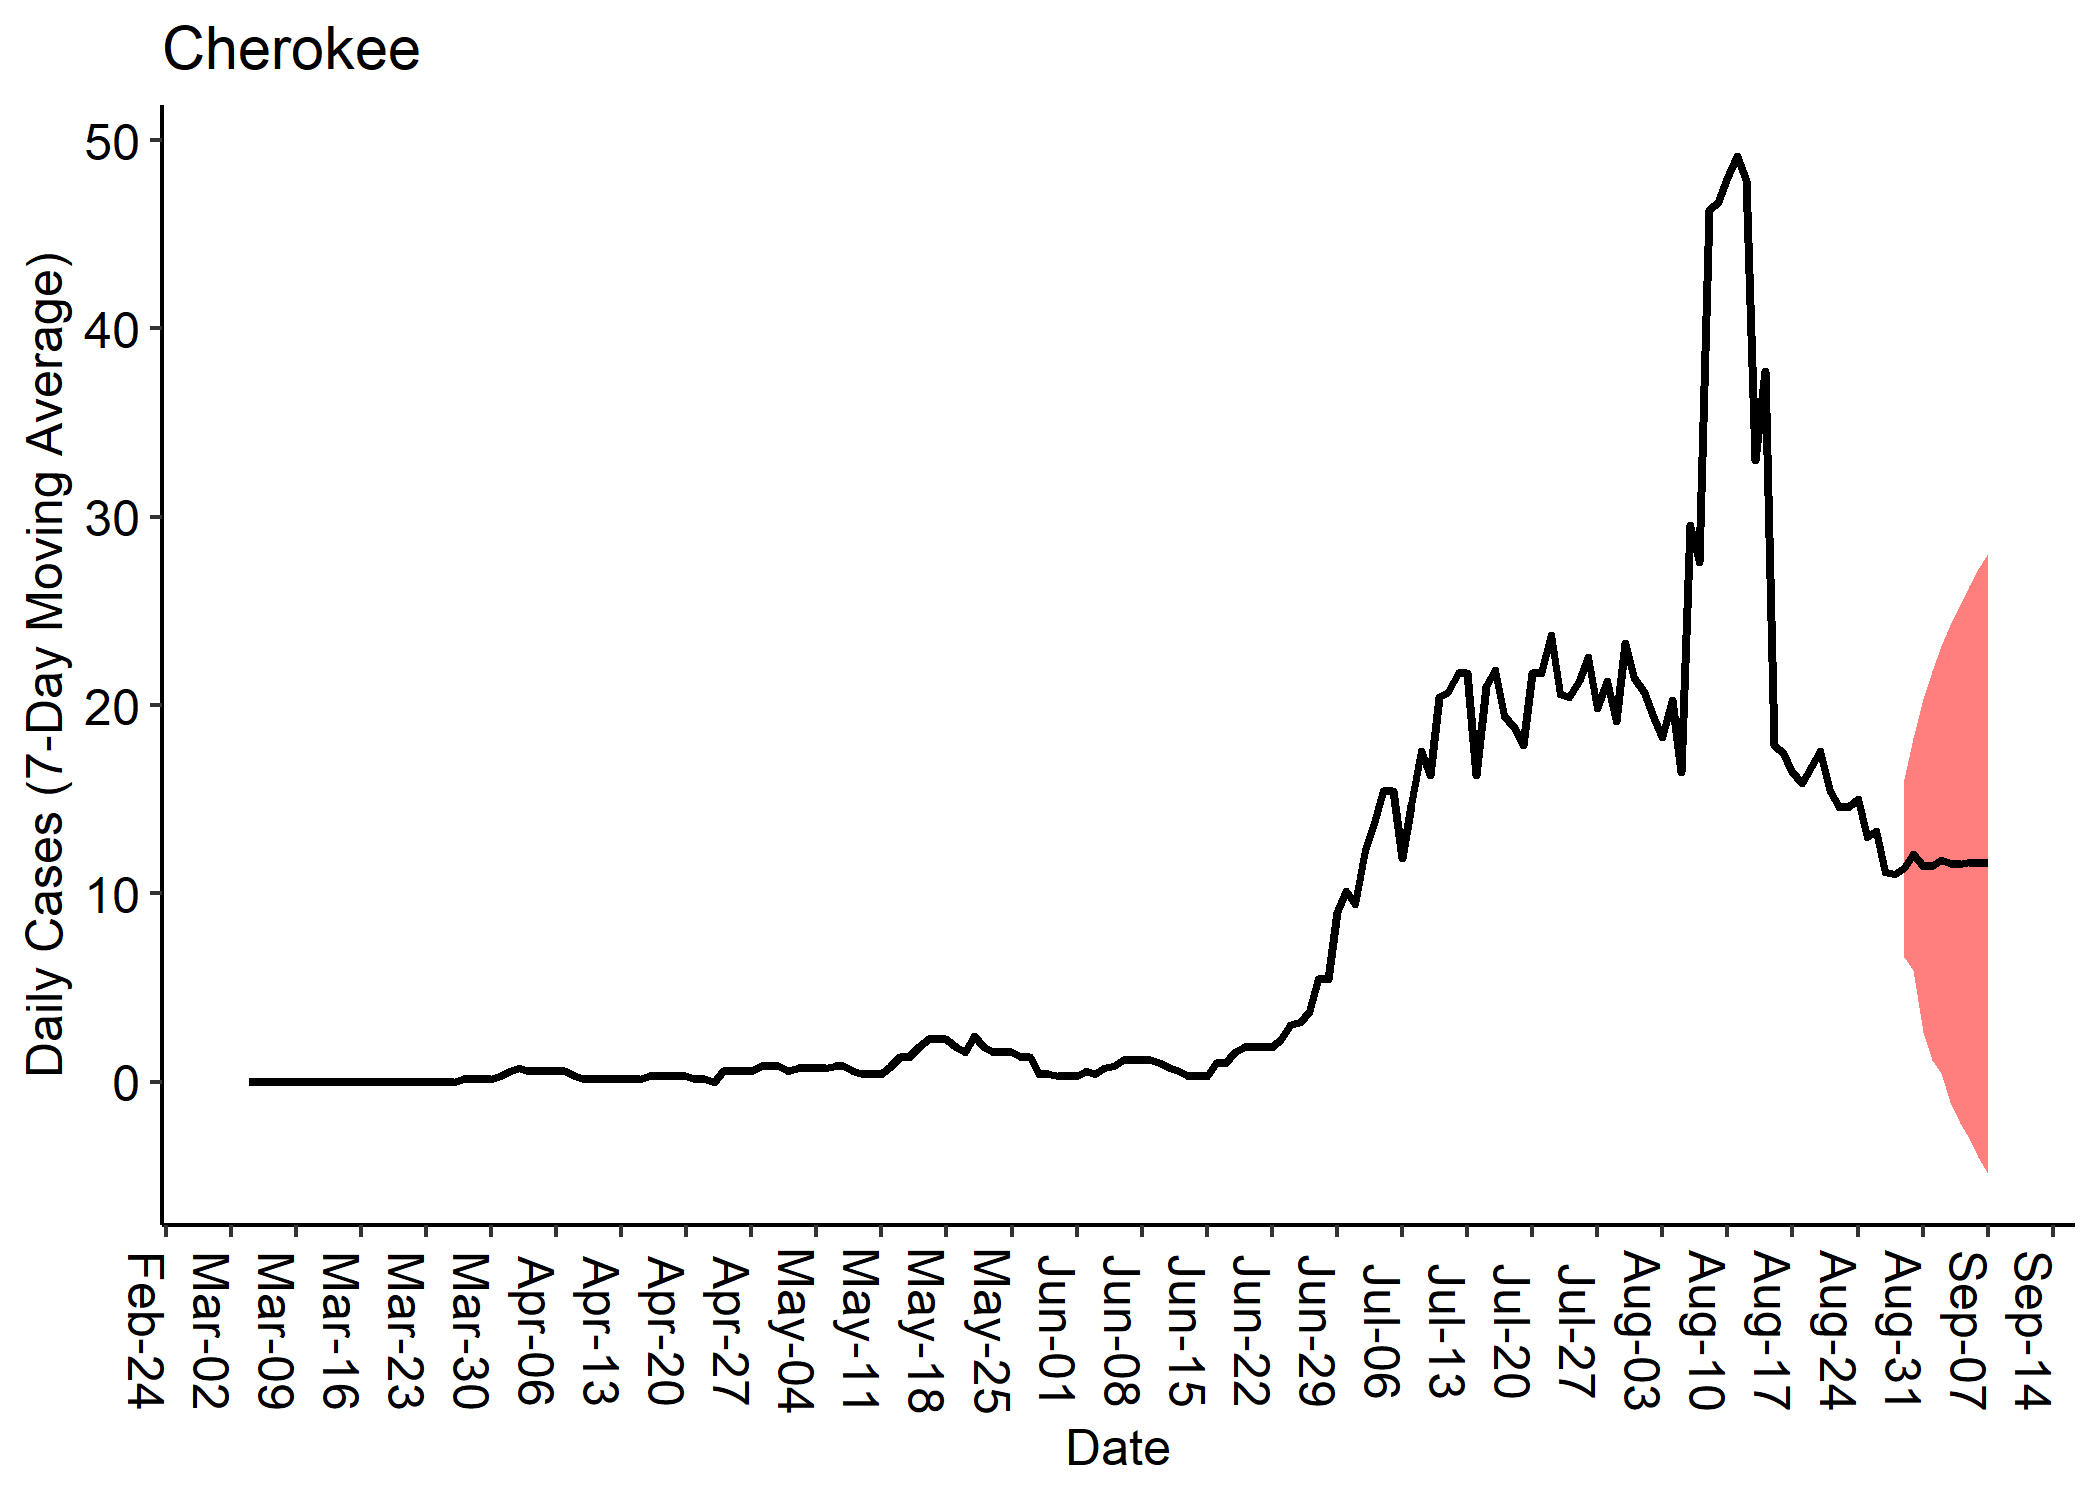 Cherokee
Daily Cases (7-Day Moving Average)
50
40
30
20
10
0
Feb-24
Mar-02
Mar-09
Mar-16
Mar-23
Mar-30
Apr-06
Apr-13
Apr-20
Apr-27
May-04
May-11
May-18
May-25
Jun-01
Jun-08
Jun-15
Jun-22
Jun-29
Jul-06
Jul-13
Jul-20
Jul-27
Aug-03
Aug-10
Aug-17
Aug-24
Aug-31
Sep-07
Sep-14
Date